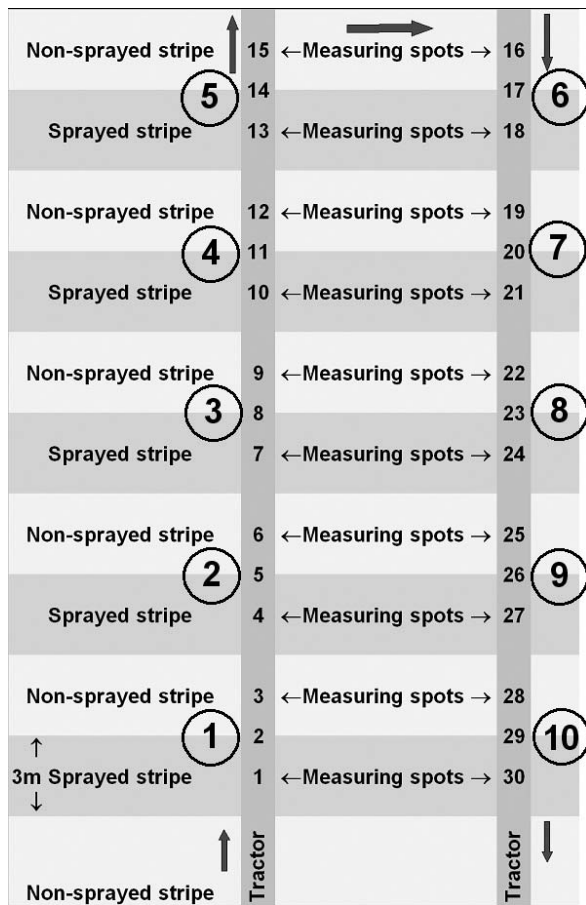 Non-sprayed stripe 15 ←Measuring spots → 16
5 14 17 6
Sprayed stripe 13 ←Measuring spots → 18
Non-sprayed stripe 12 ←Measuring spots → 19
4 11 20 7
Sprayed stripe 10 ←Measuring spots → 21
Non-sprayed stripe 9 ←Measuring spots → 22
3 8 23 8
Sprayed stripe 7 ←Measuring spots → 24
Non-sprayed stripe 6 ←Measuring spots → 25
2 5 26 9
Sprayed stripe 4 ←Measuring spots → 27
Non-sprayed stripe 3 ←Measuring spots → 28
1 2 29 10
3m Sprayed stripe 1 ←Measuring spots → 30
Tractor Tractor
Non-sprayed stripe